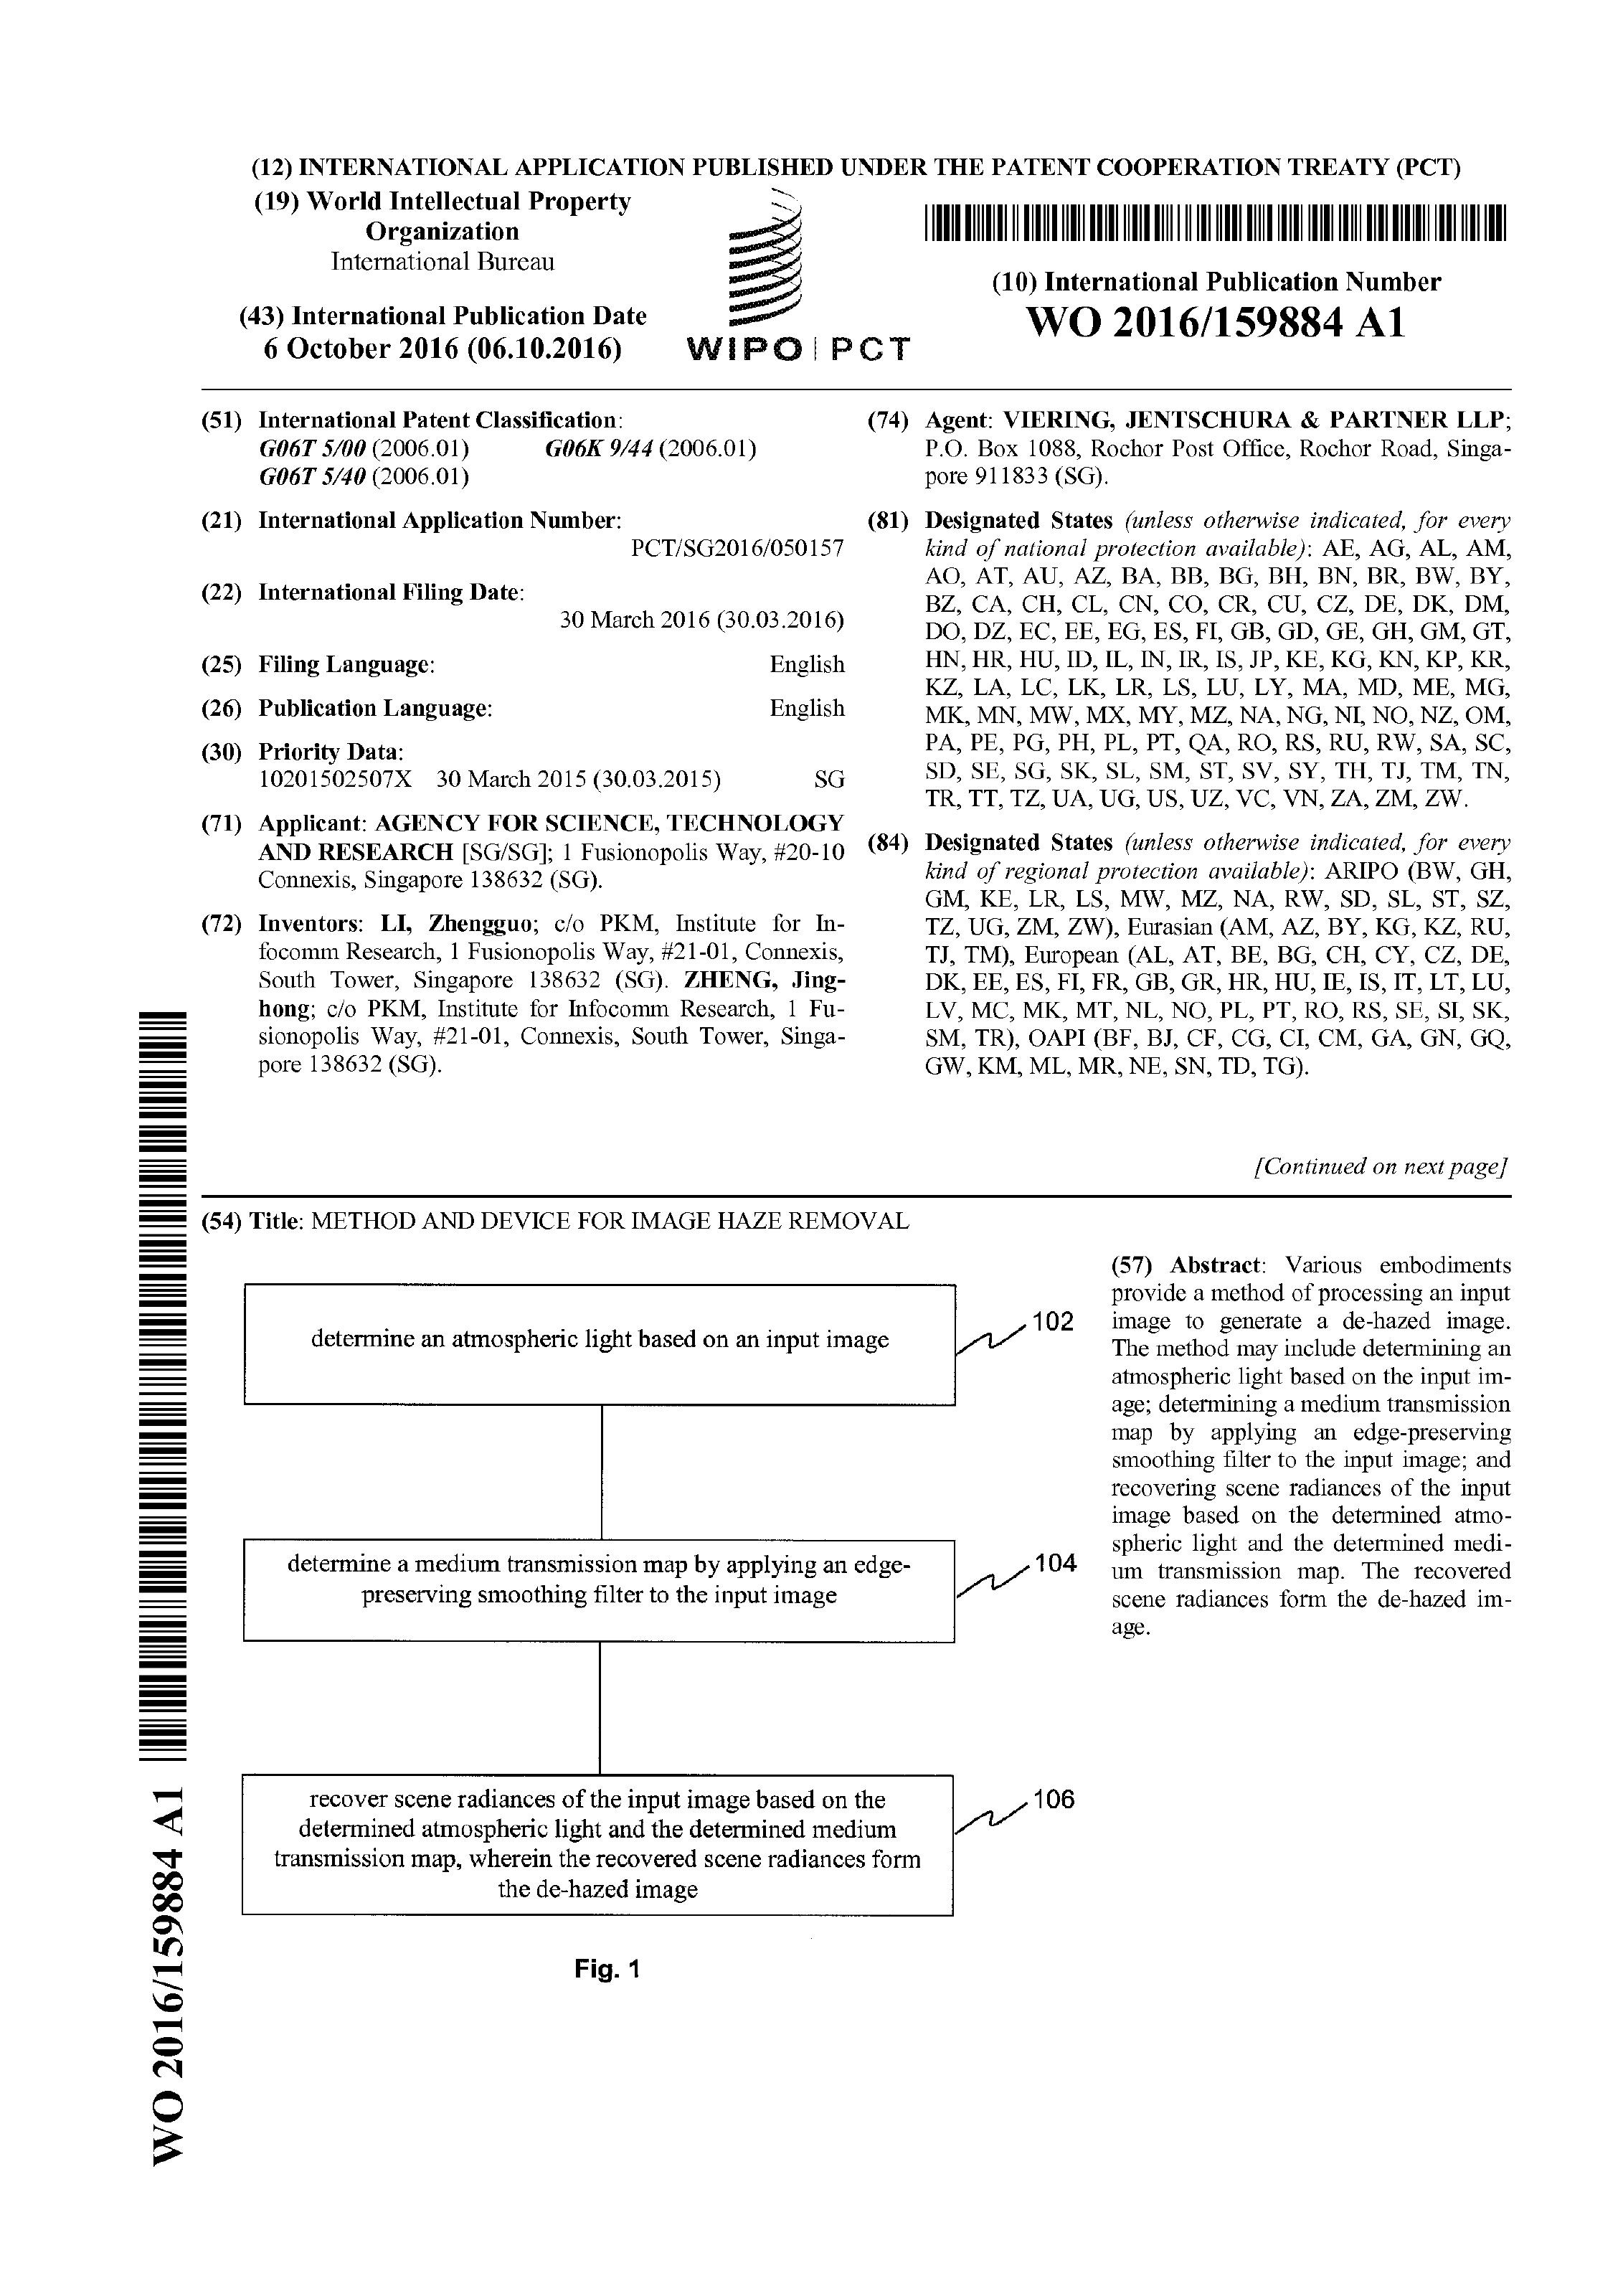 (12) INTERNATIONAL APPLICATION PUBLISHED UNDER THE PATENT COOPERATION TREATY (PCT)
(19) World Intellectual Property
Organization
International Bureau
(43) International Publication Date
6 October 2016 (06.10.2016)
WIPO | PCT
(10) International Publication Number
WO 2016/159884 A1
(51) International Patent Classification:
G06T 5/00 (2006.01) G06K 9/44 (2006.01)
G06T 5/40 (2006.01)
(21) International Application Number:
PCT/SG2016/050157
(22) International Filing Date:
30 March 2016 (30.03.2016)
(25) Filing Language: English
(26) Publication Language: English
(30) Priority Data:
10201502507X 30 March 2015 (30.03.2015) SG
(71) Applicant: AGENCY FOR SCIENCE, TECHNOLOGY
AND RESEARCH [SG/SG]; 1 Fusionopolis Way, #20-10
Connexis, Singapore 138632 (SG).
(72) Inventors: LI, Zhengguo; c/o PKM, Institute for In-
focomm Research, 1 Fusionopolis Way, #21-01, Connexis,
South Tower, Singapore 138632 (SG). ZHENG, Jing-
hong; c/o PKM, Institute for Infocomm Research, 1 Fu-
sionopolis Way, #21-01, Connexis, South Tower, Singa-
pore 138632 (SG).
(74) Agent: VIERING, JENTSCHURA & PARTNER LLP;
P.O. Box 1088, Rochor Post Office, Rochor Road, Singa-
pore 911833 (SG).
(81) Designated States (unless otherwise indicated, for every
kind of national protection available): AE, AG, AL, AM,
AO, AT, AU, AZ, BA, BB, BG, BH, BN, BR, BW, BY,
BZ, CA, CH, CL, CN, CO, CR, CU, CZ, DE, DK, DM,
DO, DZ, EC, EE, EG, ES, FI, GB, GD, GE, GH, GM, GT,
HN, HR, HU, ID, IL, IN, IR, IS, JP, KE, KG, KN, KP, KR,
KZ, LA, LC, LK, LR, LS, LU, LY, MA, MD, ME, MG,
MK, MN, MW, MX, MY, MZ, NA, NG, NI, NO, NZ, OM,
PA, PE, PG, PH, PL, PT, QA, RO, RS, RU, RW, SA, SC,
SD, SE, SG, SK, SL, SM, ST, SV, SY, TH, TJ, TM, TN,
TR, TT, TZ, UA, UG, US, UZ, VC, VN, ZA, ZM, ZW.
(84) Designated States (unless otherwise indicated, for every
kind of regional protection available): ARIPO (BW, GH,
GM, KE, LR, LS, MW, MZ, NA, RW, SD, SL, ST, SZ,
TZ, UG, ZM, ZW), Eurasian (AM, AZ, BY, KG, KZ, RU,
TJ, TM), European (AL, AT, BE, BG, CH, CY, CZ, DE,
DK, EE, ES, FI, FR, GB, GR, HR, HU, IE, IS, IT, LT, LU,
LV, MC, MK, MT, NL, NO, PL, PT, RO, RS, SE, SI, SK,
SM, TR), OAPI (BF, BJ, CF, CG, CI, CM, GA, GN, GQ,
GW, KM, ML, MR, NE, SN, TD, TG).
[Continued on next page]
(54) Title: METHOD AND DEVICE FOR IMAGE HAZE REMOVAL
determine an atmospheric light based on an input image
102
determine a medium transmission map by applying an edge-
preserving smoothing filter to the input image
104
recover scene radiances of the input image based on the
determined atmospheric light and the determined medium
transmission map, wherein the recovered scene radiances form
the de-hazed image
106
Fig. 1
(57) Abstract: Various embodiments
provide a method of processing an input
image to generate a de-hazed image.
The method may include determining an
atmospheric light based on the input im-
age; determining a medium transmission
map by applying an edge-preserving
smoothing filter to the input image; and
recovering scene radiances of the input
image based on the determined atmo-
spheric light and the determined medi-
um transmission map. The recovered
scene radiances form the de-hazed im-
age.
WO 2016/159884 A1